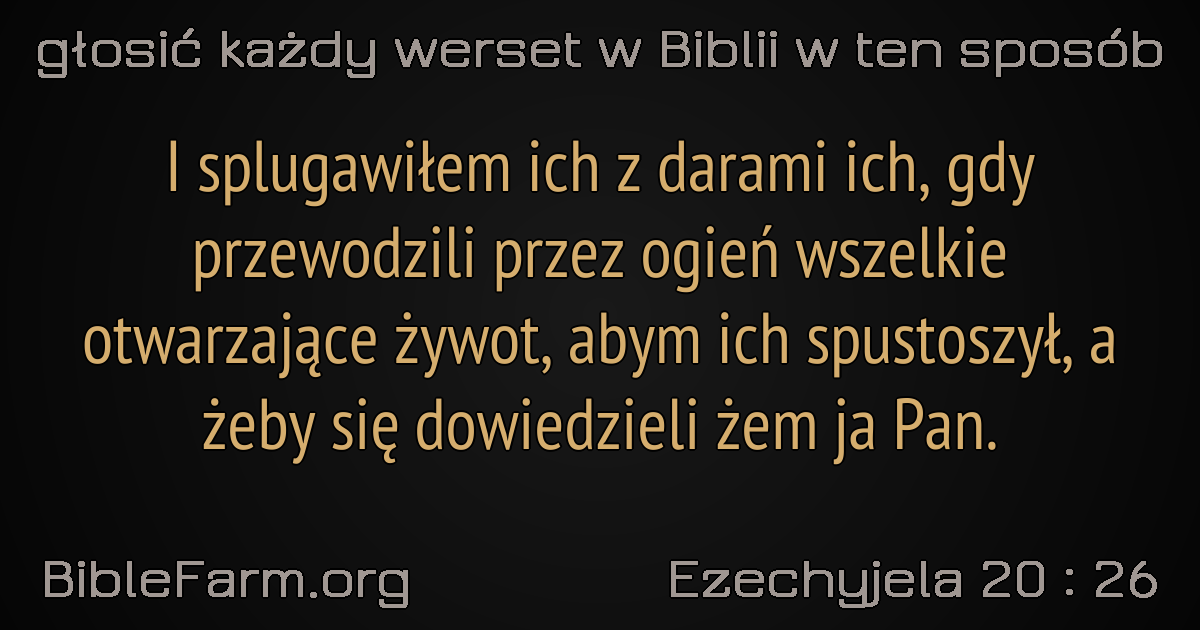 głosić każdy werset w Biblii w ten sposób
I splugawiłem ich z darami ich, gdy
przewodzili przez ogień wszelkie
otwarzające żywot, abym ich spustoszył, a
żeby się dowiedzieli żem ja Pan.
BibleFarm.org
Ezechyjela 20 : 26